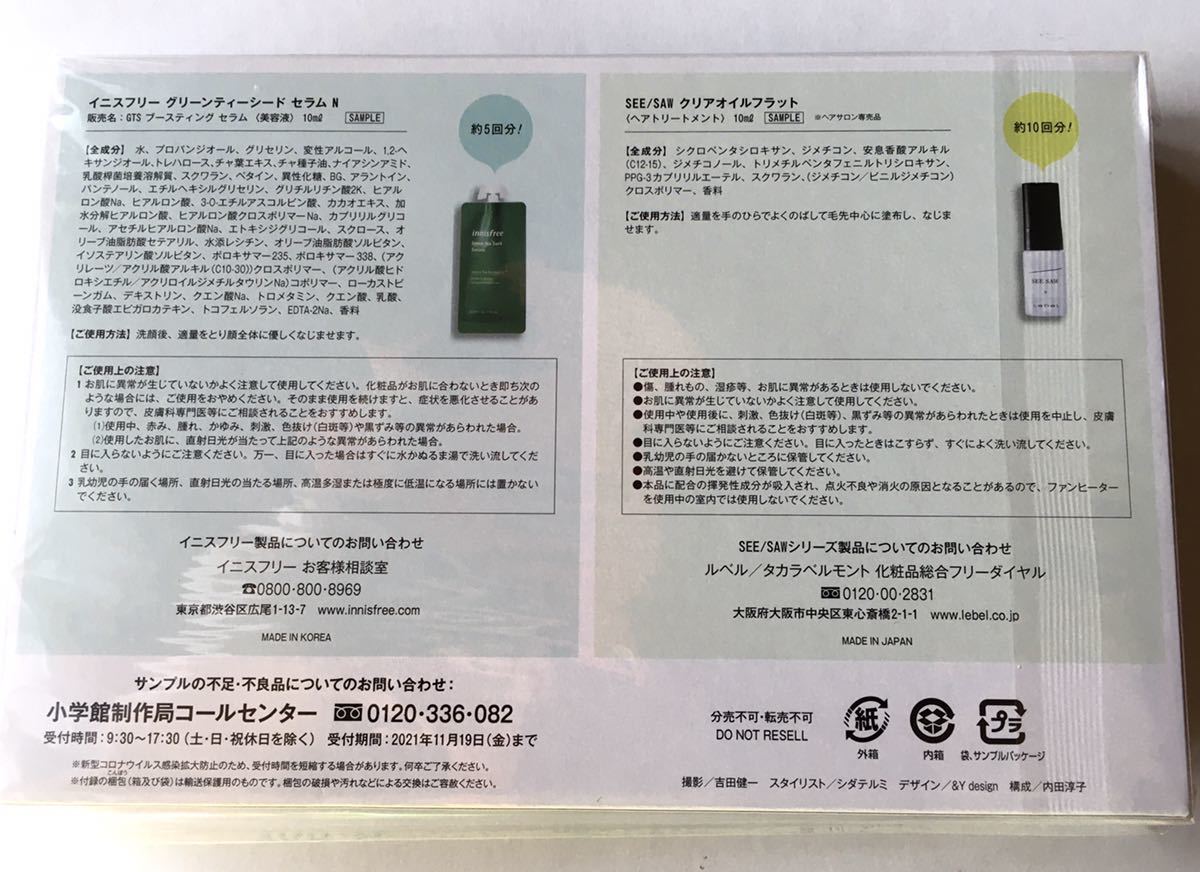 イニスフリー グリーンティーシード セラム N
販売名：GTS ブースティング セラム〈美容液〉 10mℓ SAMPLE
約5回分！
【全成分】水、プロパンジオール、グリセリン、変性アルコール、1,2-ヘ
キサンジオール、トレハロース、チャ葉エキス、チャ種子油、ナイアシンアミド、
乳酸桿菌培養溶解質、スクワラン、ベタイン、異性化糖、BG、アラントイン、
パンテノール、エチルヘキシルグリセリン、グリチルリチン酸2K、ヒアル
ロン酸Na、ヒアルロン酸、3-O-エチルアスコルビン酸、カカオエキス、加
水分解ヒアルロン酸、ヒアルロン酸クロスポリマーNa、カプリリルグリコ
ール、アセチルヒアルロン酸Na、エトキシジグリコール、スクロース、オ
リーブ油脂肪酸セテアリル、水添レシチン、オリーブ油脂肪酸ソルビタン、
イソステアリン酸ソルビタン、ポロキサマー235、ポロキサマー338、（アク
リレーツ／アクリル酸アルキル（C10-30））クロスポリマー、（アクリル酸ヒド
ロキシエチル／アクリロイルジメチルタウリンNa）コポリマー、ローカストビ
ーンガム、デキストリン、クエン酸Na、トロメタミン、クエン酸、乳酸、
没食子酸エピガロカテキン、トコフェルソラン、EDTA-2Na、香料
innisfree
Green Tea Seed
Serum
【ご使用方法】洗顔後、適量をとり顔全体に優しくなじませます。
【ご使用上の注意】
1 お肌に異常が生じていないかよく注意して使用してください。化粧品がお肌に合わないとき即ち次の
ような場合には、ご使用をおやめください。そのまま使用を続けますと、症状を悪化させることがあ
りますので、皮膚科専門医等にご相談されることをおすすめします。
(1)使用中、赤み、腫れ、かゆみ、刺激、色抜け(白斑等)や黒ずみ等の異常があらわれた場合。
(2)使用したお肌に、直射日光が当たって上記のような異常があらわれた場合。
2 目に入らないようにご注意ください。万一、目に入った場合はすぐに水かぬるま湯で洗い流してくだ
さい。
3 乳幼児の手の届く場所、直射日光の当たる場所、高温多湿または極度に低温になる場所には置かない
でください。
イニスフリー製品についてのお問い合わせ
イニスフリー お客様相談室
☎0800・800・8969
東京都渋谷区広尾1-13-7 www.innisfree.com
MADE IN KOREA
SEE/SAW クリアオイルフラット
〈ヘアトリートメント〉 10mℓ SAMPLE ※ヘアサロン専売品
約10回分！
【全成分】シクロペンタシロキサン、ジメチコン、安息香酸アルキル
(C12-15)、ジメチコノール、トリメチルペンタフェニルトリシロキサン、
PPG-3カプリリルエーテル、スクワラン、（ジメチコン／ビニルジメチコン）
クロスポリマー、香料
【ご使用方法】適量を手のひらでよくのばして毛先中心に塗布し、なじま
せます。
SEE/SAW
LebeL
【ご使用上の注意】
●傷、腫れもの、湿疹等、お肌に異常があるときは使用しないでください。
●お肌に異常が生じていないかよく注意して使用してください。
●使用中や使用後に、刺激、色抜け(白斑等)、黒ずみ等の異常があらわれたときは使用を中止し、皮膚
科専門医等にご相談されることをおすすめします。
●目に入らないようにご注意ください。目に入ったときはこすらず、すぐによく洗い流してください。
●乳幼児の手の届かないところに保管してください。
●高温や直射日光を避けて保管してください。
●本品に配合の揮発性成分が吸入され、点火不良や消火の原因となることがあるので、ファンヒーター
を使用中の室内では使用しないでください。
SEE/SAWシリーズ製品についてのお問い合わせ
ルベル／タカラベルモント 化粧品総合フリーダイヤル
0120・00・2831
大阪府大阪市中央区東心斎橋2-1-1 www.lebel.co.jp
MADE IN JAPAN
サンプルの不足・不良品についてのお問い合わせ：
小学館制作局コールセンター 0120・336・082
受付時間：9:30〜17:30（土・日・祝休日を除く） 受付期間：2021年11月19日(金)まで
※新型コロナウイルス感染拡大防止のため、受付時間を短縮する場合があります。何卒ご了承ください。
こんぽう
※付録の梱包(箱及び袋)は輸送保護用のものです。梱包の破損や汚れなどによる交換はご容赦ください。
分売不可・転売不可
DO NOT RESELL
紙
外箱
内箱
プラ
袋、サンプルパッケージ
撮影／吉田健一 スタイリスト／シダテルミ デザイン／&Y design 構成／内田淳子